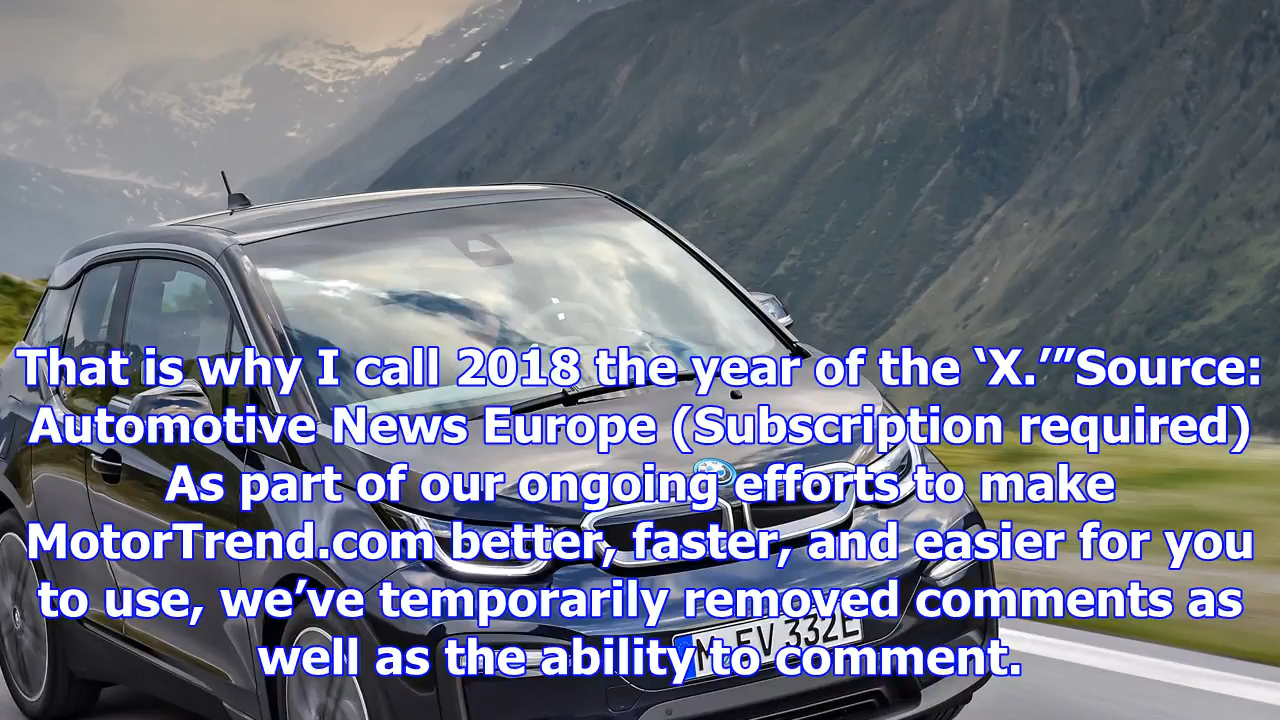 That is why I call 2018 the year of the ‘X.’”Source:
Automotive News Europe (Subscription required)
As part of our ongoing efforts to make
MotorTrend.com better, faster, and easier for you
to use, we’ve temporarily removed comments as
well as the ability to comment.
M EV 332E